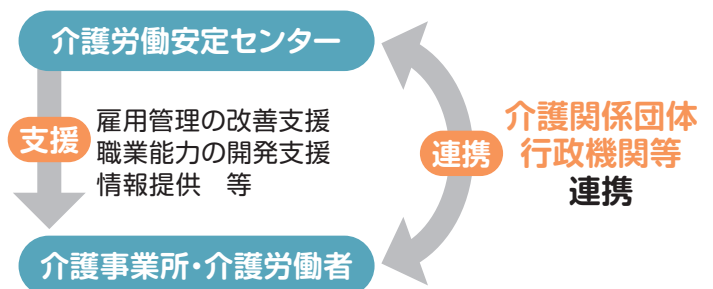 介護労働安定センター
支援
雇用管理の改善支援
職業能力の開発支援
情報提供　等
連携
介護関係団体
行政機関等
連携
介護事業所・介護労働者